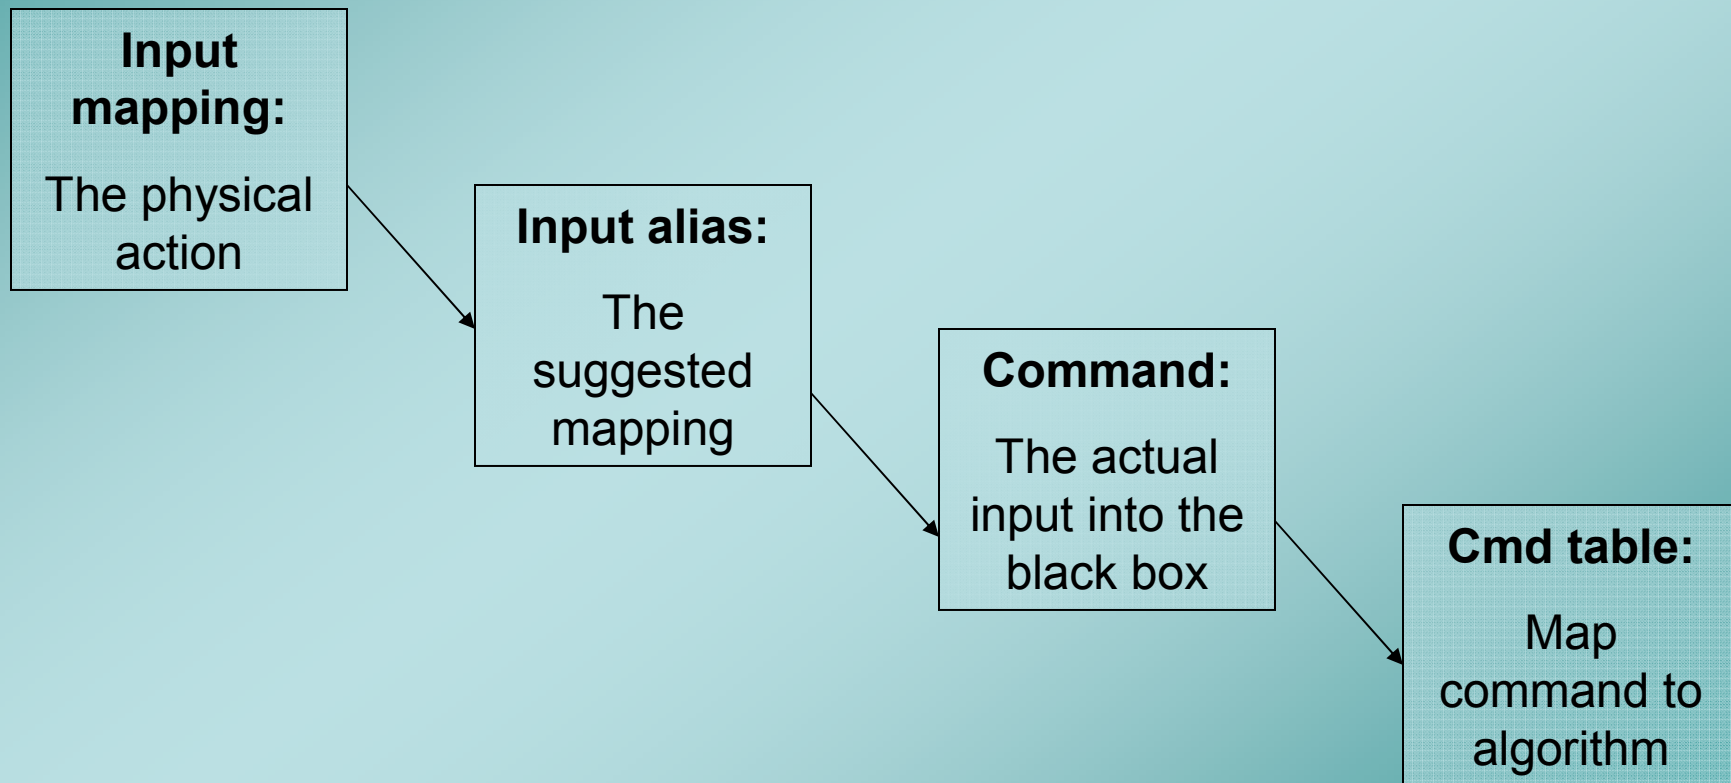 Input
mapping:
The physical
action
Input alias:
The
suggested
mapping
Command:
The actual
input into the
black box
Cmd table:
Map
command to
algorithm